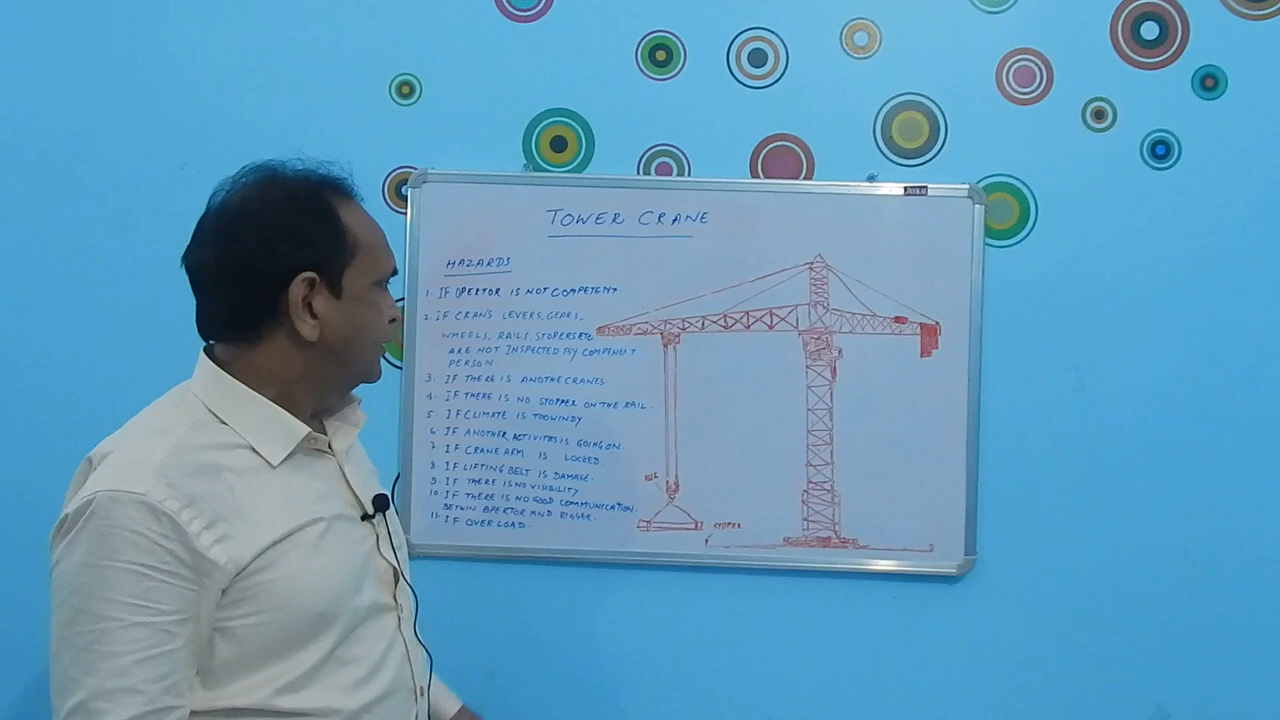 TOWER CRANE
HAZARDS
1. IF OPERTOR IS NOT COMPETENT.
2. IF CRAN'S LEVERS, GEARS,
WHEELS, RAILS STOPERS ETC
ARE NOT INSPECTED BY COMPENENT
PERSON.
3. IF THERE IS ANOTHE CRANES
4. IF THERE IS NO STOPPER ON THE RAIL.
5. IF CLIMATE IS TOO WINDY
6. IF ANOTHER ACTIVITIES IS GOING ON.
7. IF CRANE ARM. IS LOCKED.
8. IF LIFTING BELT IS DAMAGE.
9. IF THERE IS NO VISIBILITY
10. IF THERE IS NO GOOD COMMUNICATION.
BETWIN OPERTOR AND RIGGER.
11. IF OVER LOAD.
STOPER